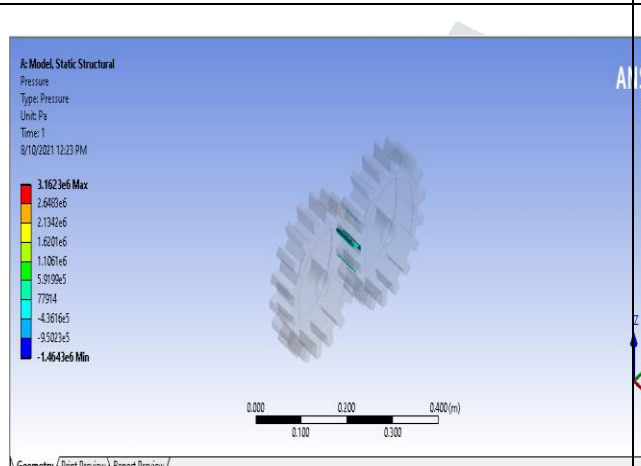 A: Model, Static Structural
Pressure
Type: Pressure
Unit: Pa
Time: 1
8/10/2021 12:23 PM
3.1623e6 Max
2.6483e6
2.1342e6
1.6201e6
1.1061e6
5.9199e5
77914
-4.3616e5
-9.5023e5
-1.4643e6 Min
ANS
0.000 0.200 0.400 (m)
0.100 0.300
Z
Geometry Print Preview Report Preview